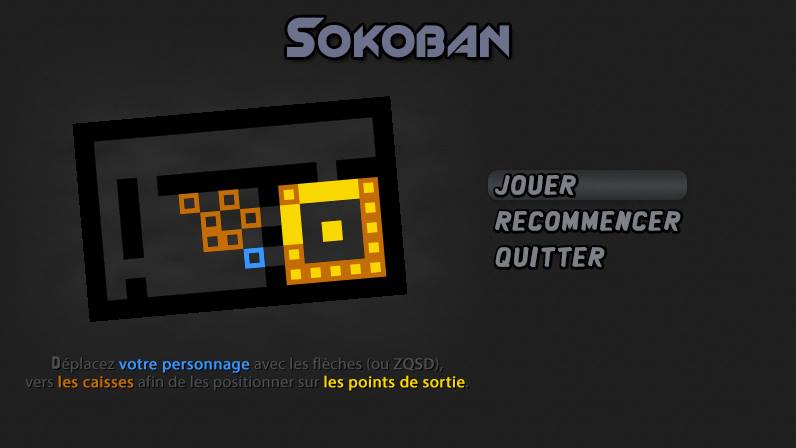 SOKOBAN
JOUER
RECOMMENCER
QUITTER
Déplacez votre personnage avec les flèches (ou ZQSD),
vers les caisses afin de les positionner sur les points de sortie.